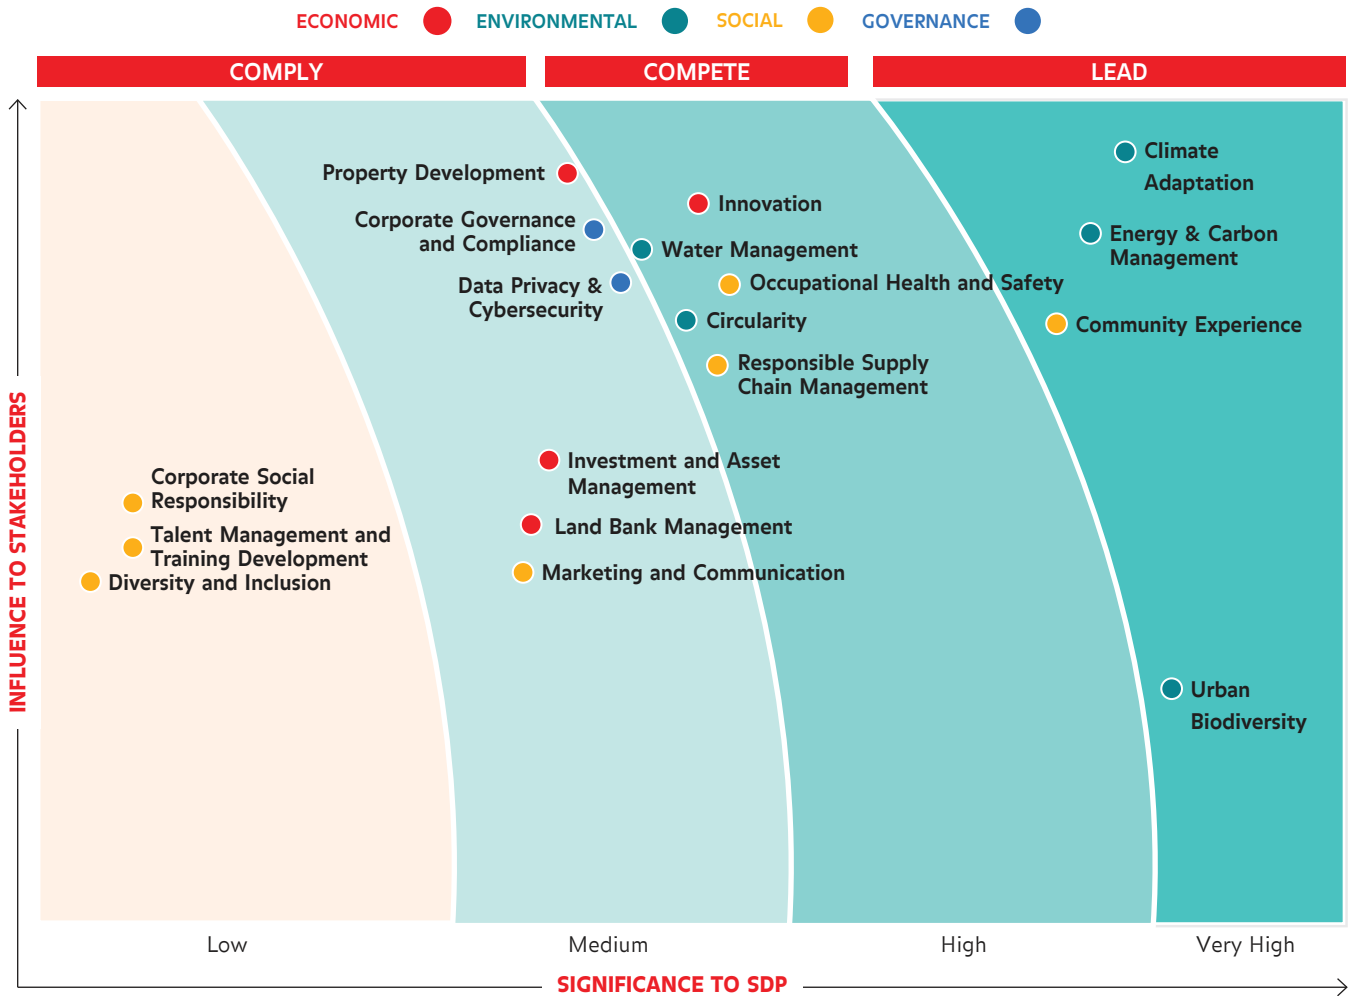 ECONOMIC ENVIRONMENTAL SOCIAL GOVERNANCE
COMPLY COMPETE LEAD
Climate
Adaptation
Property Development
Innovation
Corporate Governance
and Compliance
Energy & Carbon
Management
Water Management
Data Privacy &
Cybersecurity
Occupational Health and Safety
Circularity
Community Experience
Responsible Supply
Chain Management
Investment and Asset
Management
Corporate Social
Responsibility
Land Bank Management
Talent Management and
Training Development
Marketing and Communication
Diversity and Inclusion
Urban
Biodiversity
INFLUENCE TO STAKEHOLDERS
Low Medium High Very High
SIGNIFICANCE TO SDP